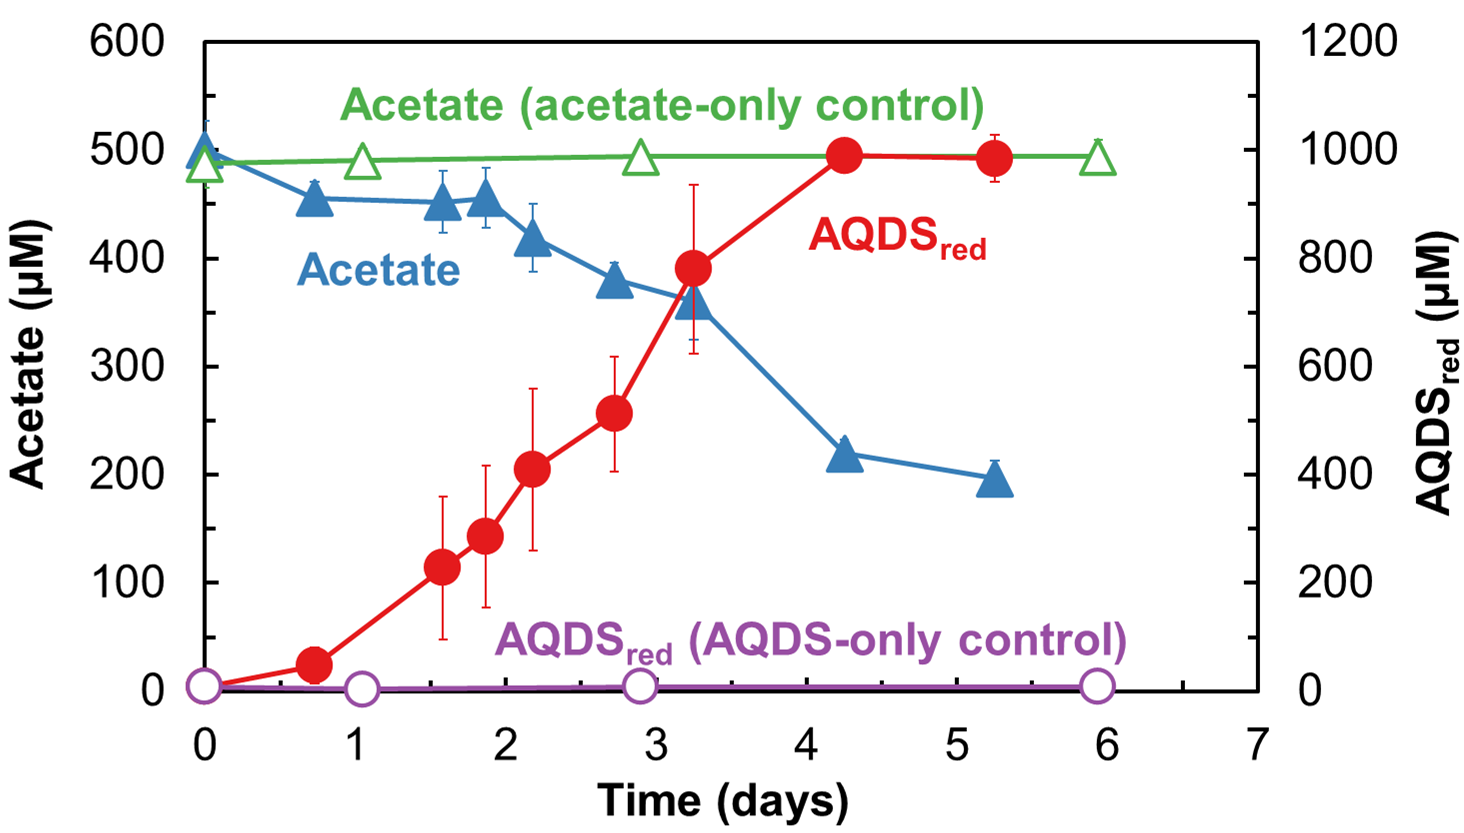 600
500
400
300
200
100
0
Acetate (µM)
1200
1000
800
600
400
200
0
AQDSred (µM)
Acetate (acetate-only control)
AQDSred
Acetate
AQDSred (AQDS-only control)
0 1 2 3 4 5 6 7
Time (days)